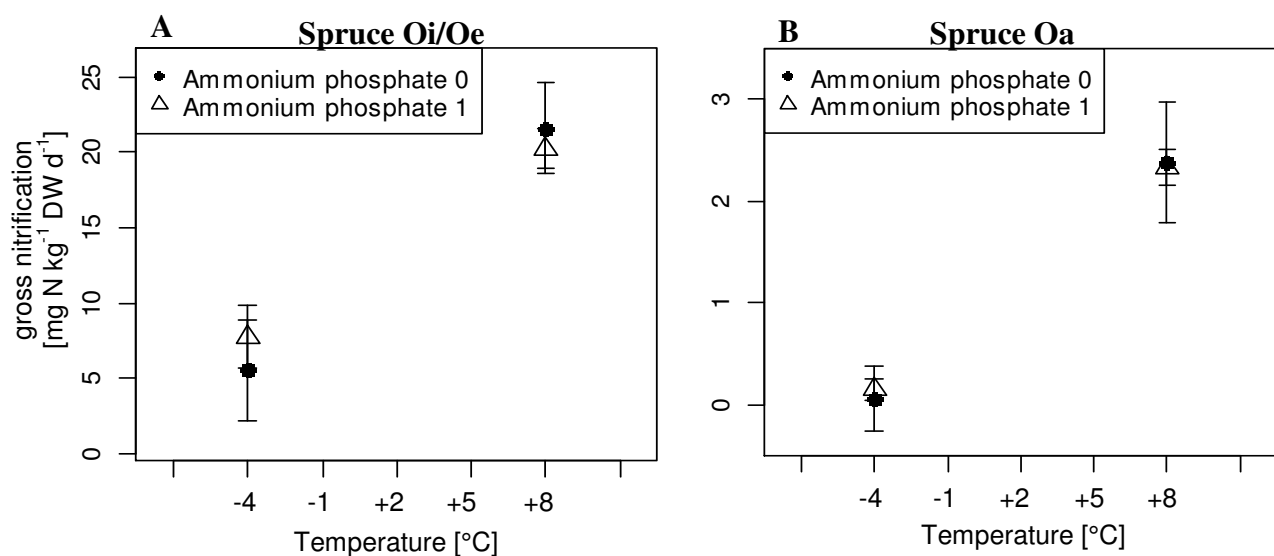 A Spruce Oi/Oe
Ammonium phosphate 0
Ammonium phosphate 1
gross nitrification
[mg N kg⁻¹ DW d⁻¹]
25
20
15
10
5
0
-4 -1 +2 +5 +8
Temperature [°C]
B Spruce Oa
Ammonium phosphate 0
Ammonium phosphate 1
3
2
1
0
-4 -1 +2 +5 +8
Temperature [°C]